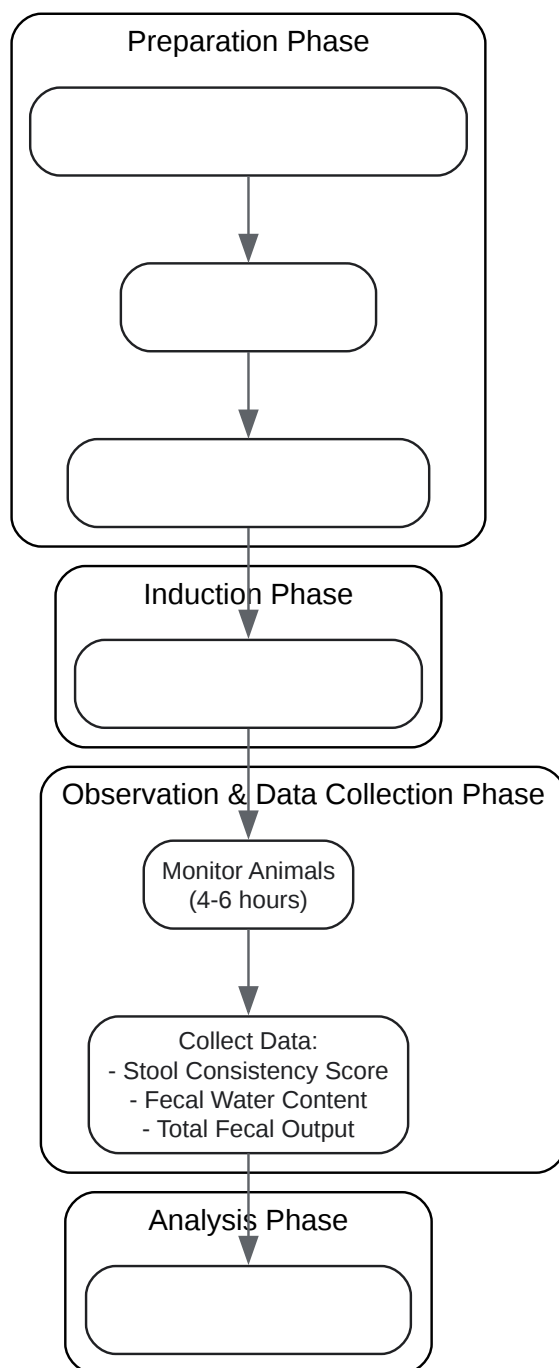 Preparation Phase
Induction Phase
Observation & Data Collection Phase
Monitor Animals
(4-6 hours)
Collect Data:
- Stool Consistency Score
- Fecal Water Content
- Total Fecal Output
Analysis Phase